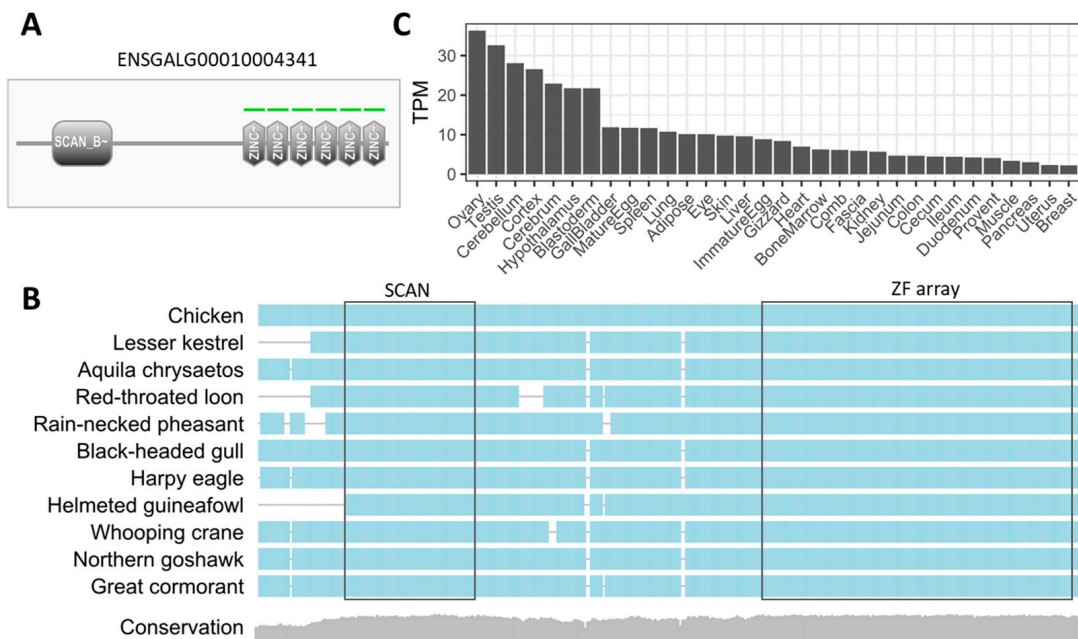 A
C
ENSGALG00010004341
SCAN_B~
ZINC~
ZINC~
ZINC~
ZINC~
ZINC~
ZINC~
TPM
30
20
10
0
Ovary
Testis
Cerebellum
Cortex
Cerebrum
Hypothalamus
Blastoderm
GallBladder
MatureEgg
Spleen
Lung
Adipose
Eye
Skin
Liver
ImmatureEgg
Gizzard
Heart
BoneMarrow
Comb
Fascia
Kidney
Jejunum
Colon
Cecum
Ileum
Duodenum
Provent
Muscle
Pancreas
Uterus
Breast
B
SCAN
ZF array
Chicken
Lesser kestrel
Aquila chrysaetos
Red-throated loon
Rain-necked pheasant
Black-headed gull
Harpy eagle
Helmeted guineafowl
Whooping crane
Northern goshawk
Great cormorant
Conservation